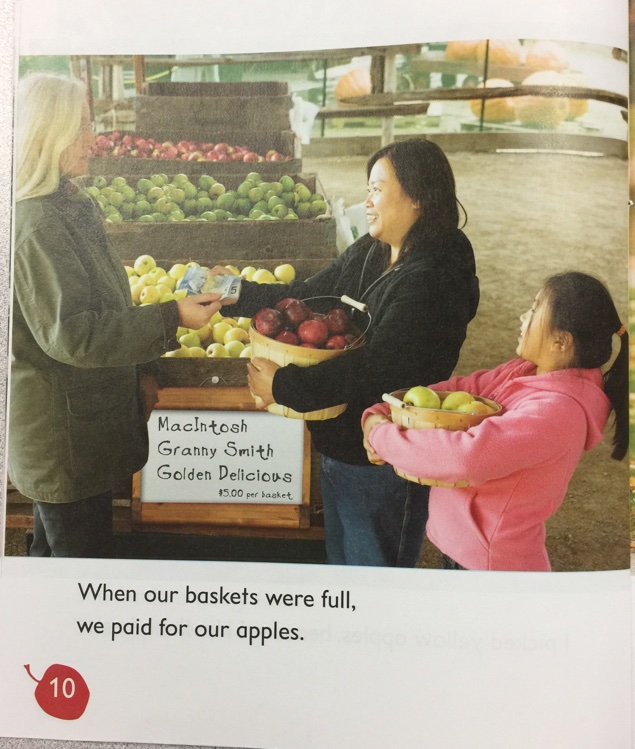 5
MacIntosh
Granny Smith
Golden Delicious
$5.00 per basket
When our baskets were full,
we paid for our apples.
10